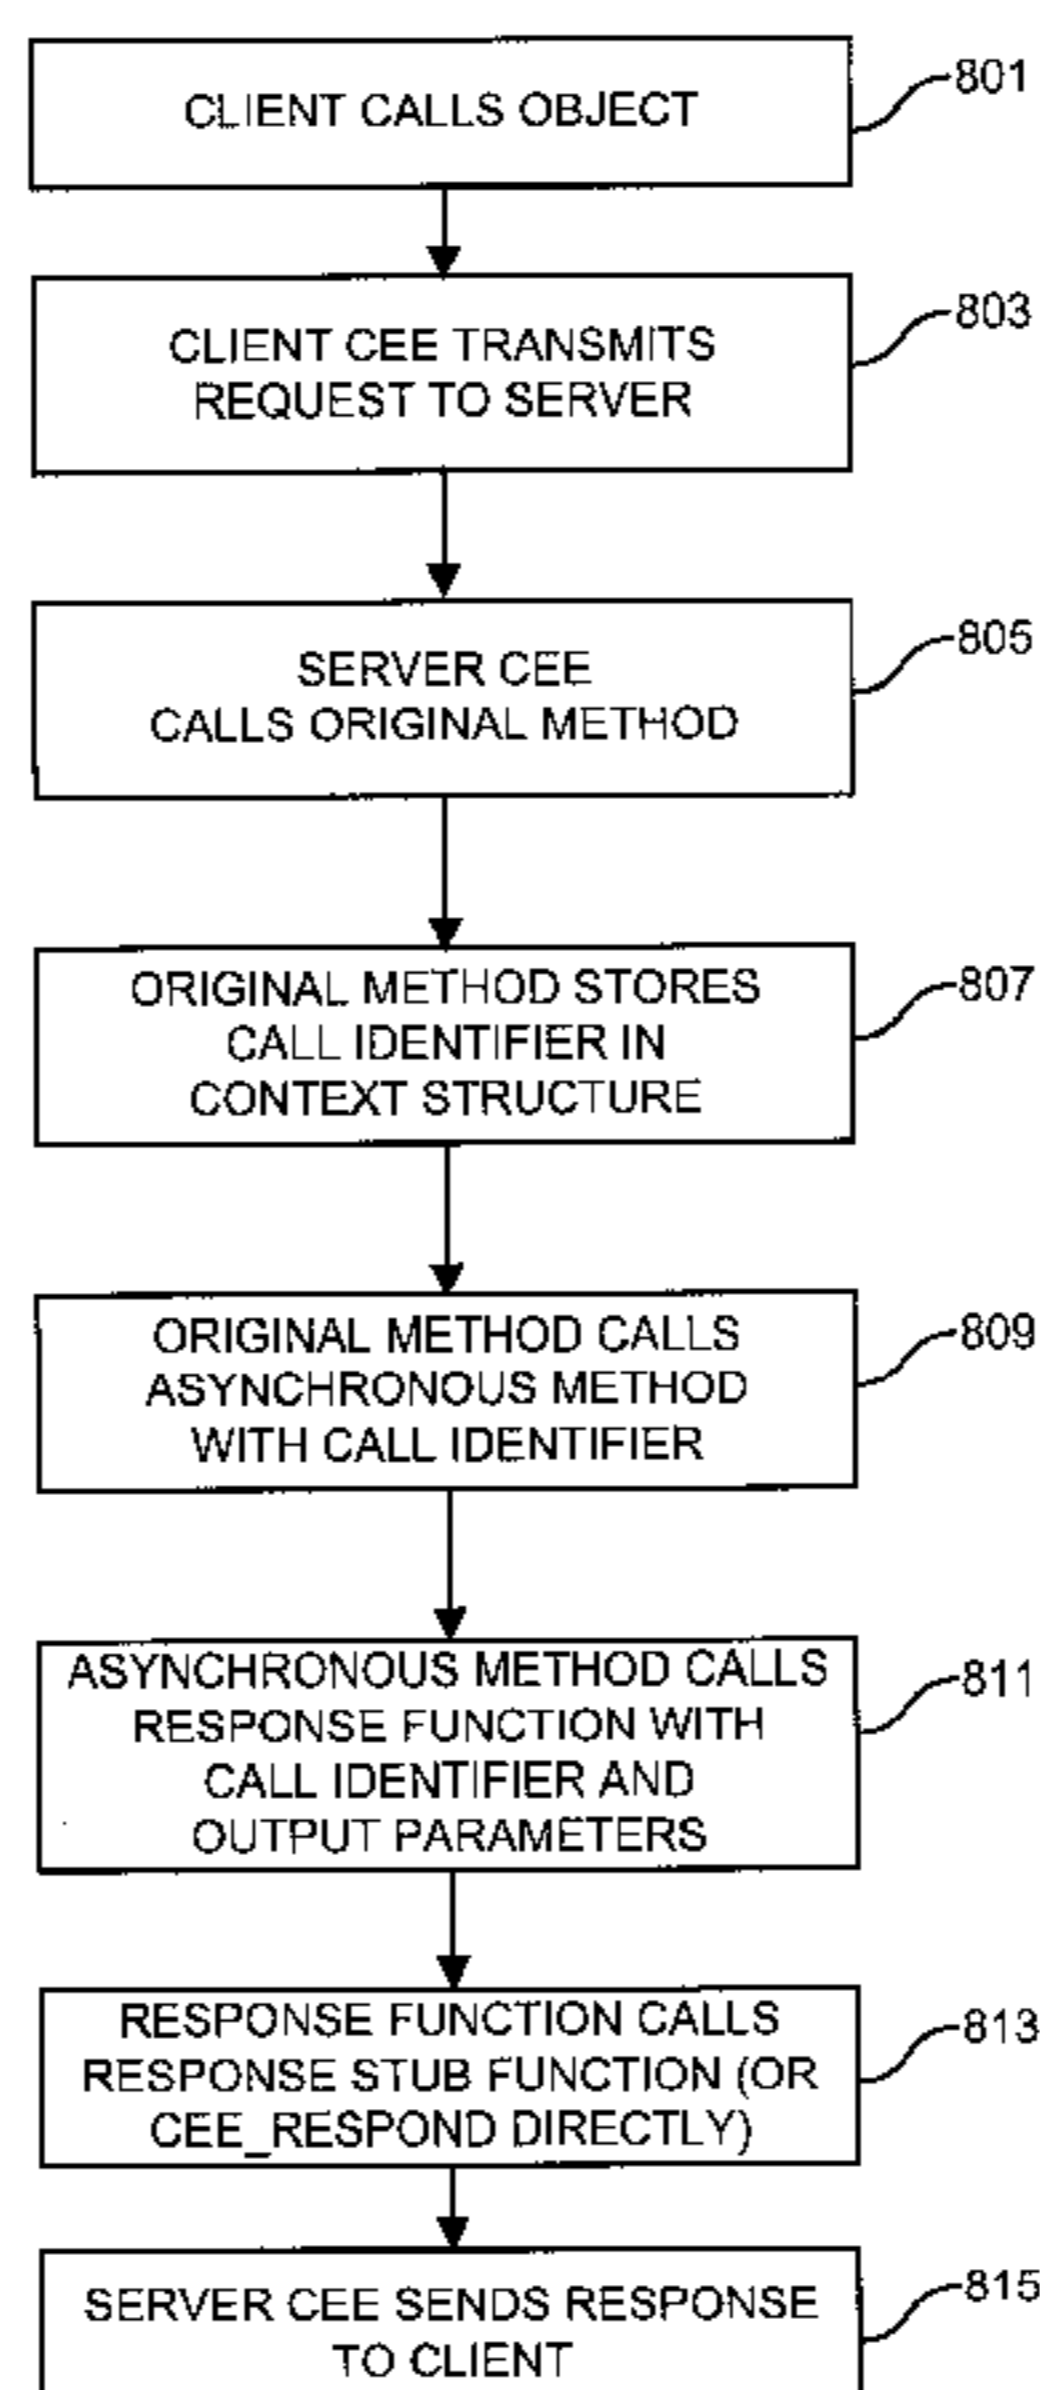 CLIENT CALLS OBJECT
801
CLIENT CEE TRANSMITS
REQUEST TO SERVER
803
SERVER CEE
CALLS ORIGINAL METHOD
805
ORIGINAL METHOD STORES
CALL IDENTIFIER IN
CONTEXT STRUCTURE
807
ORIGINAL METHOD CALLS
ASYNCHRONOUS METHOD
WITH CALL IDENTIFIER
809
ASYNCHRONOUS METHOD CALLS
RESPONSE FUNCTION WITH
CALL IDENTIFIER AND
OUTPUT PARAMETERS
811
RESPONSE FUNCTION CALLS
RESPONSE STUB FUNCTION (OR
CEE_RESPOND DIRECTLY)
813
SERVER CEE SENDS RESPONSE
TO CLIENT
815